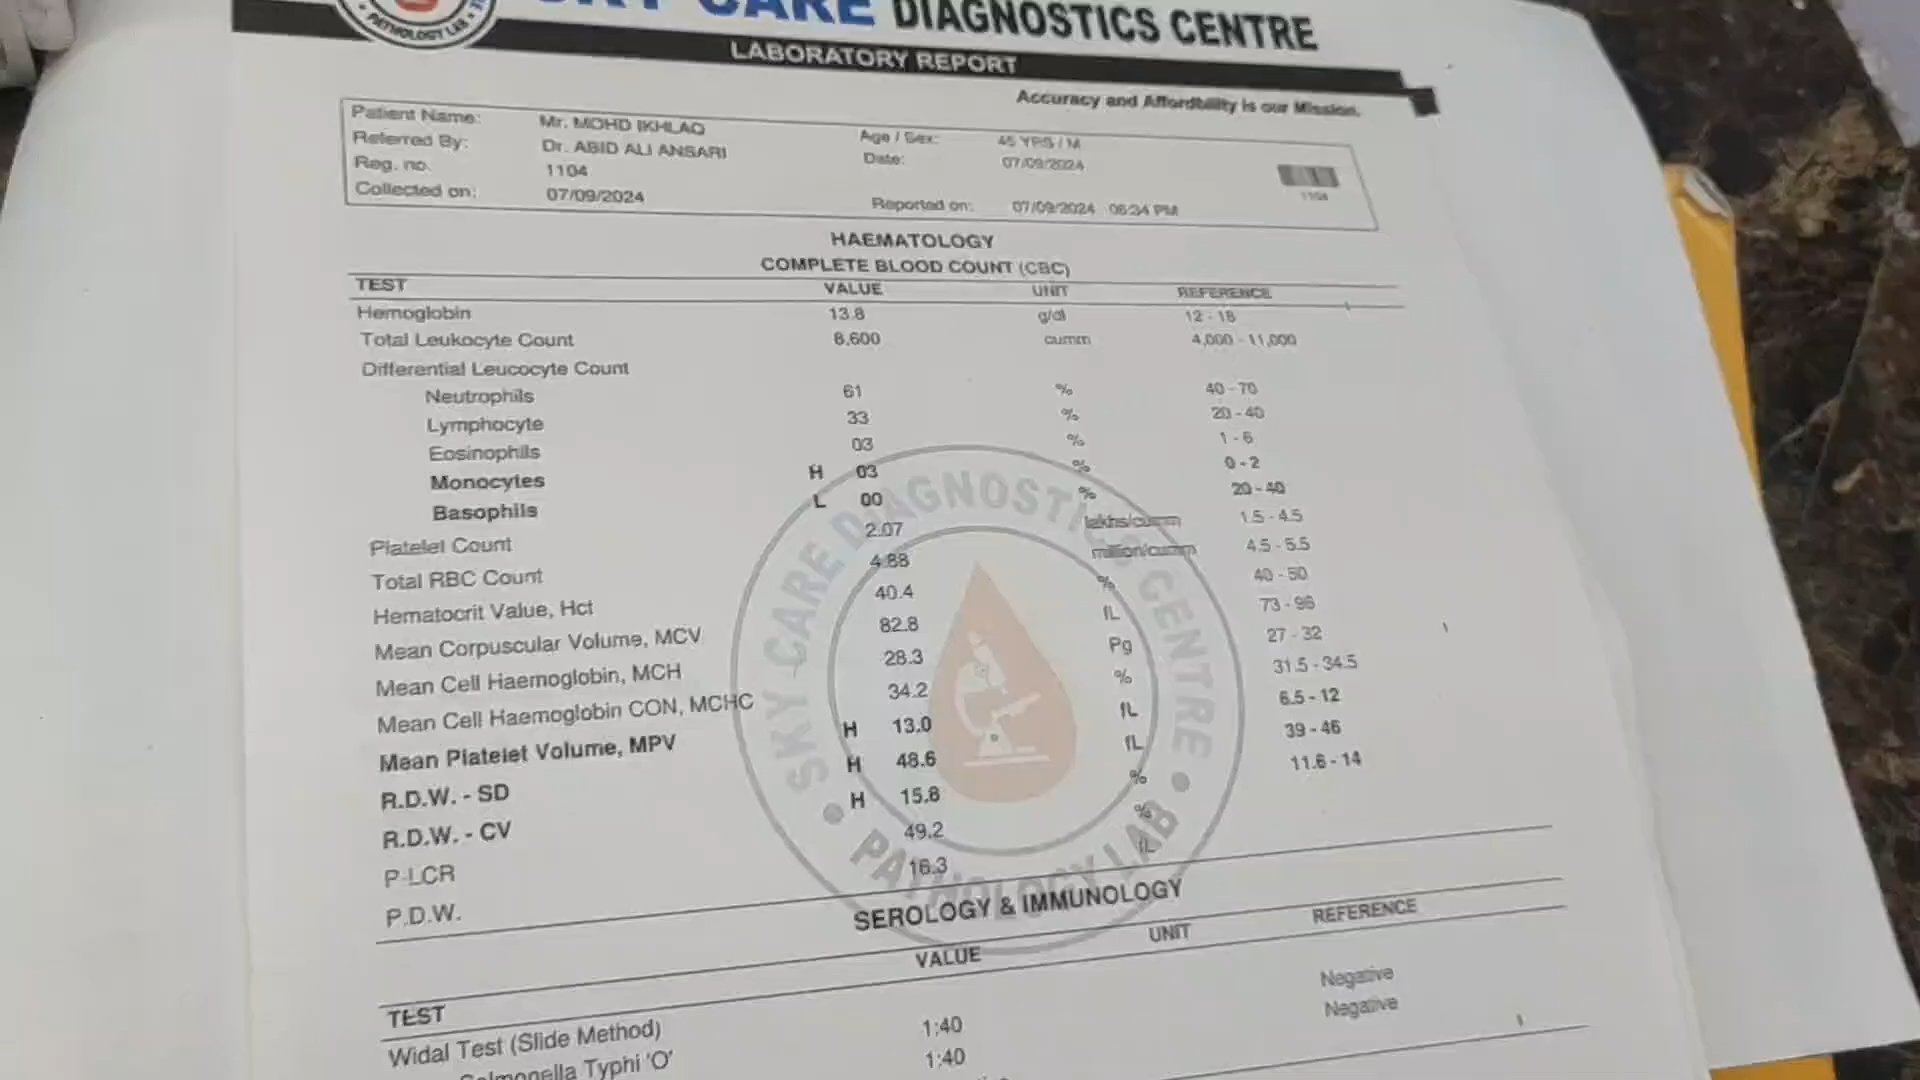 PATHOLOGY LAB
SKY CARE DIAGNOSTICS CENTRE
LABORATORY REPORT
Accuracy and Affordbility is our Mission.
Patient Name: Mr. MOHD IKHLAQ Age / Sex: 45 YRS / M
Referred By: Dr. ABID ALI ANSARI Date: 07/09/2024
Reg. no. 1104
1104
Collected on: 07/09/2024 Reported on: 07/09/2024 06:34 PM
HAEMATOLOGY
COMPLETE BLOOD COUNT (CBC)
TEST VALUE UNIT REFERENCE
Hemoglobin 13.8 g/dl 12 - 18
Total Leukocyte Count 8,600 cumm 4,000 - 11,000
Differential Leucocyte Count
Neutrophils 61 % 40 - 70
Lymphocyte 33 % 20 - 40
Eosinophils 03 % 1 - 6
Monocytes H 03 % 0 - 2
Basophils L 00 % 20 - 40
Platelet Count 2.07 lakhs/cumm 1.5 - 4.5
Total RBC Count 4.88 million/cumm 4.5 - 5.5
Hematocrit Value, Hct 40.4 % 40 - 50
Mean Corpuscular Volume, MCV 82.8 fL 73 - 96
Mean Cell Haemoglobin, MCH 28.3 Pg 27 - 32
Mean Cell Haemoglobin CON, MCHC 34.2 % 31.5 - 34.5
Mean Platelet Volume, MPV H 13.0 fL 6.5 - 12
R.D.W. - SD H 48.6 fL 39 - 46
R.D.W. - CV H 15.8 % 11.6 - 14
P-LCR 49.2 %
P.D.W. 16.3 fL
SKY CARE DIAGNOSTICS CENTRE
PATHOLOGY LAB
SEROLOGY & IMMUNOLOGY
TEST VALUE UNIT REFERENCE
Widal Test (Slide Method)
Salmonella Typhi 'O' 1:40 Negative
1:40 Negative